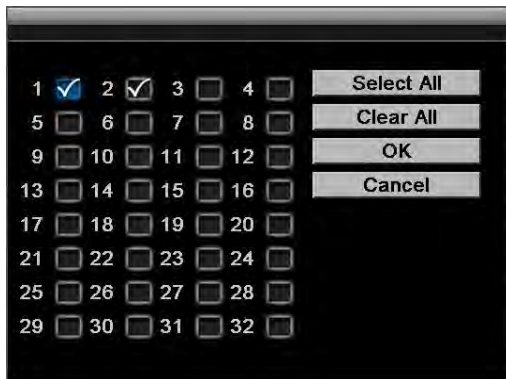 1 2 3 4 Select All
5 6 7 8 Clear All
9 10 11 12 OK
13 14 15 16 Cancel
17 18 19 20
21 22 23 24
25 26 27 28
29 30 31 32